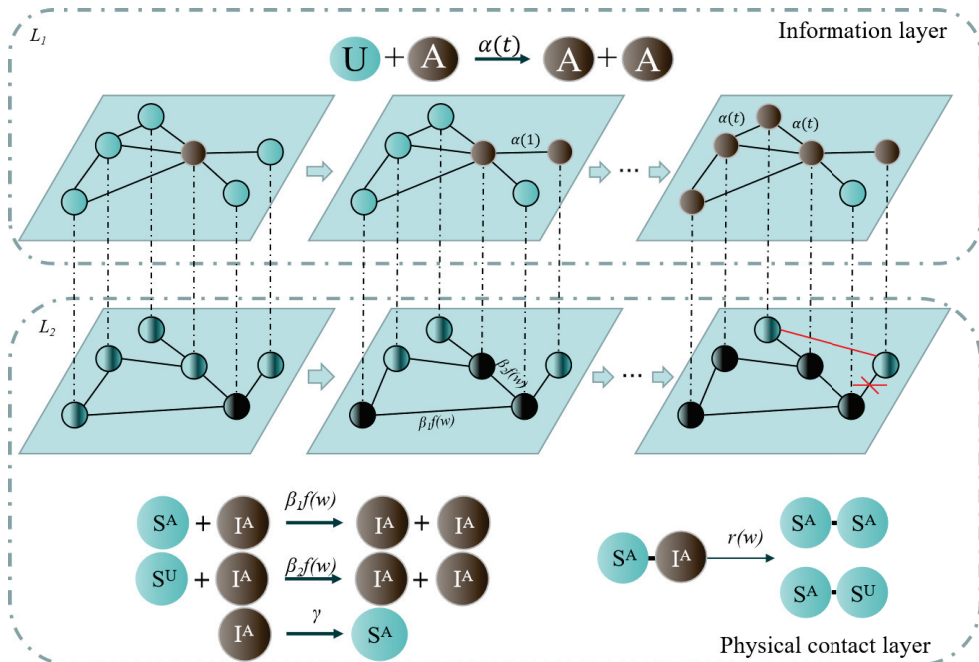 L₁
Information layer
U + A α(t) A + A
α(1)
α(t) α(t)
...
L₂
β₂f(w)
β₁f(w)
...
Sᴬ + Iᴬ β₁f(w) Iᴬ + Iᴬ
Sᵁ + Iᴬ β₂f(w) Iᴬ + Iᴬ
Iᴬ γ Sᴬ
Sᴬ - Iᴬ r(w) Sᴬ - Sᴬ
Sᴬ - Sᵁ
Physical contact layer